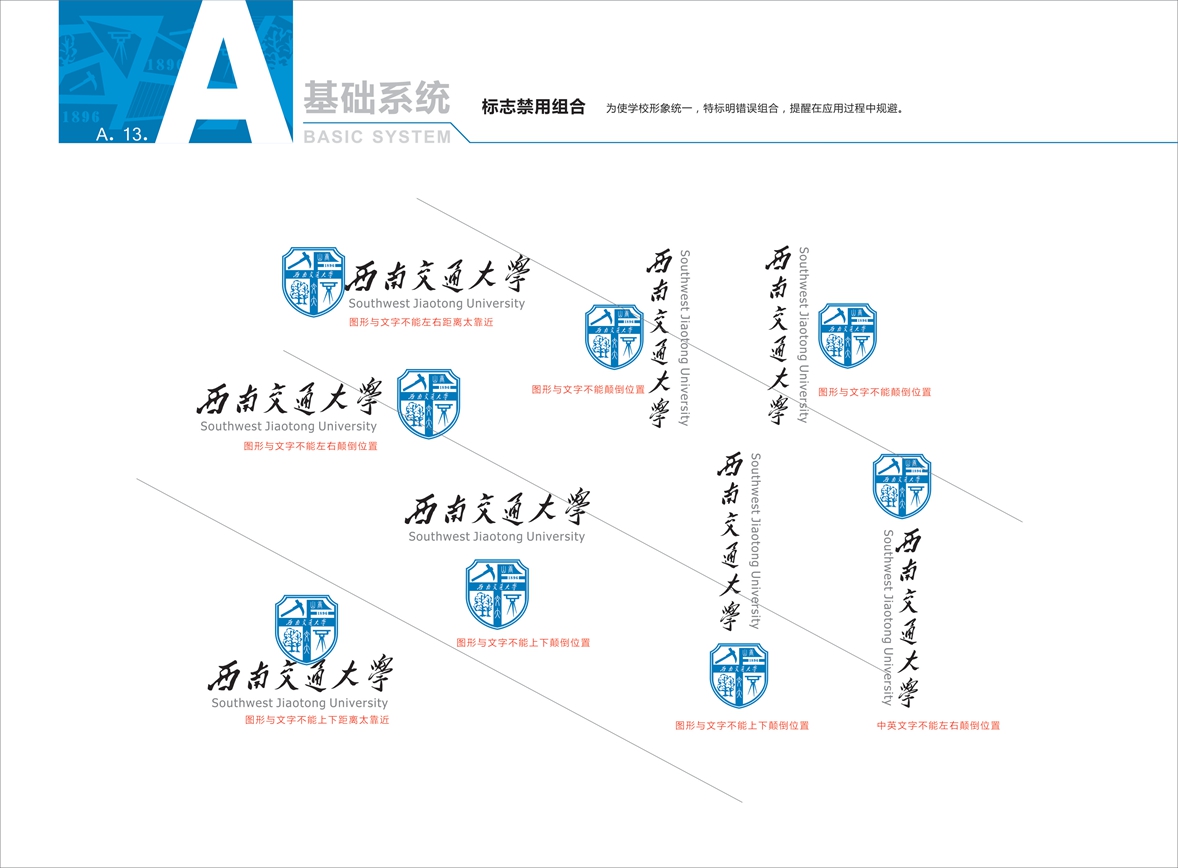 1896
1896
A. 13.
A
基础系统
BASIC SYSTEM
标志禁用组合
为使学校形象统一，特标明错误组合，提醒在应用过程中规避。
西南交通大學
Southwest Jiaotong University
图形与文字不能左右距离太靠近
西南交通大學
Southwest Jiaotong University
图形与文字不能颠倒位置
西南交通大學
Southwest Jiaotong University
图形与文字不能颠倒位置
西南交通大學
Southwest Jiaotong University
图形与文字不能左右颠倒位置
西南交通大學
Southwest Jiaotong University
图形与文字不能上下颠倒位置
西南交通大學
Southwest Jiaotong University
图形与文字不能上下距离太靠近
西南交通大學
Southwest Jiaotong University
图形与文字不能上下颠倒位置
西南交通大學
Southwest Jiaotong University
中英文字不能左右颠倒位置